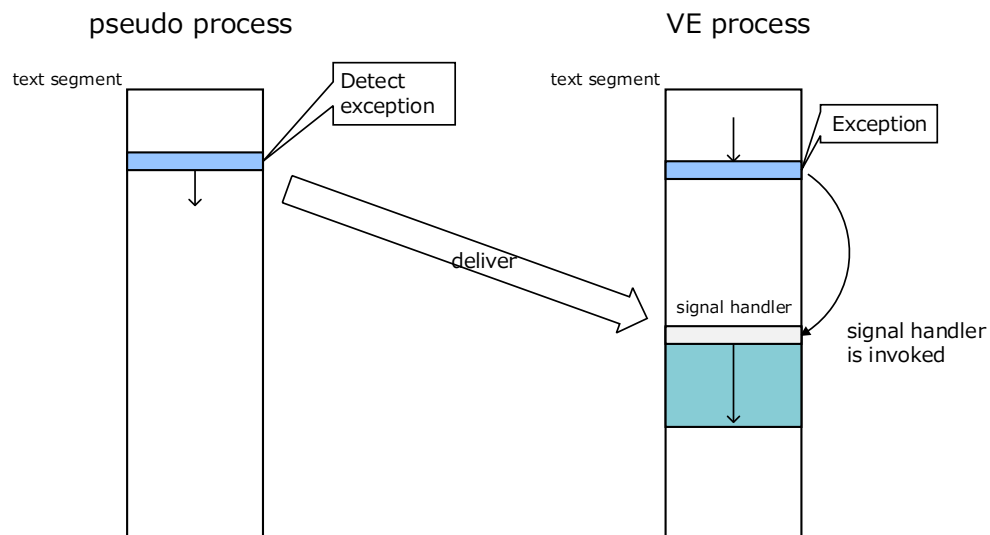 pseudo process
VE process
text segment
Detect
exception
text segment
Exception
deliver
signal handler
signal handler
is invoked